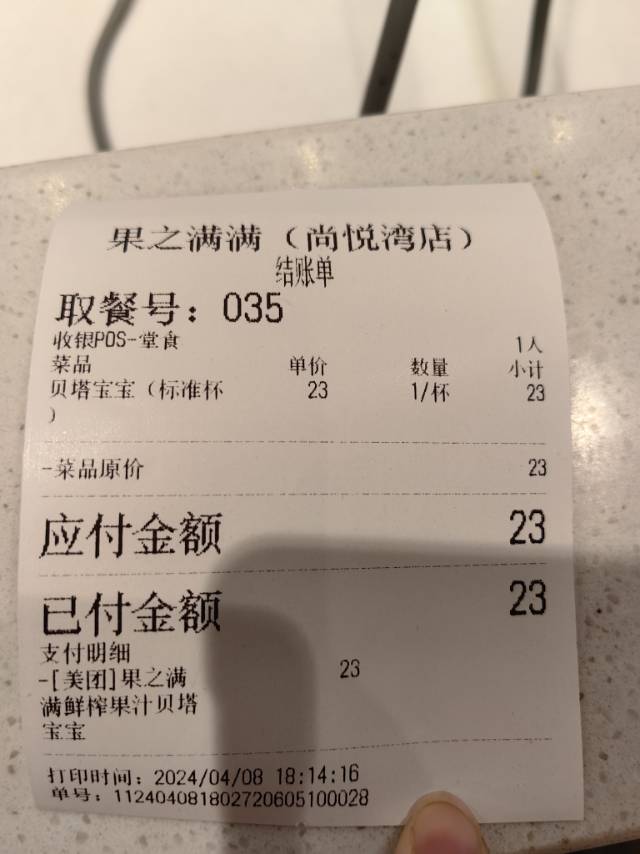 果之满满（尚悦湾店）
结账单
取餐号：035
收银POS-堂食 1人
菜品 单价 数量 小计
贝塔宝宝（标准杯 23 1/杯 23
）
-菜品原价 23
应付金额 23
已付金额 23
支付明细
-[美团]果之满 23
满鲜榨果汁贝塔
宝宝
打印时间：2024/04/08 18:14:16
单号：112404081802720605100028